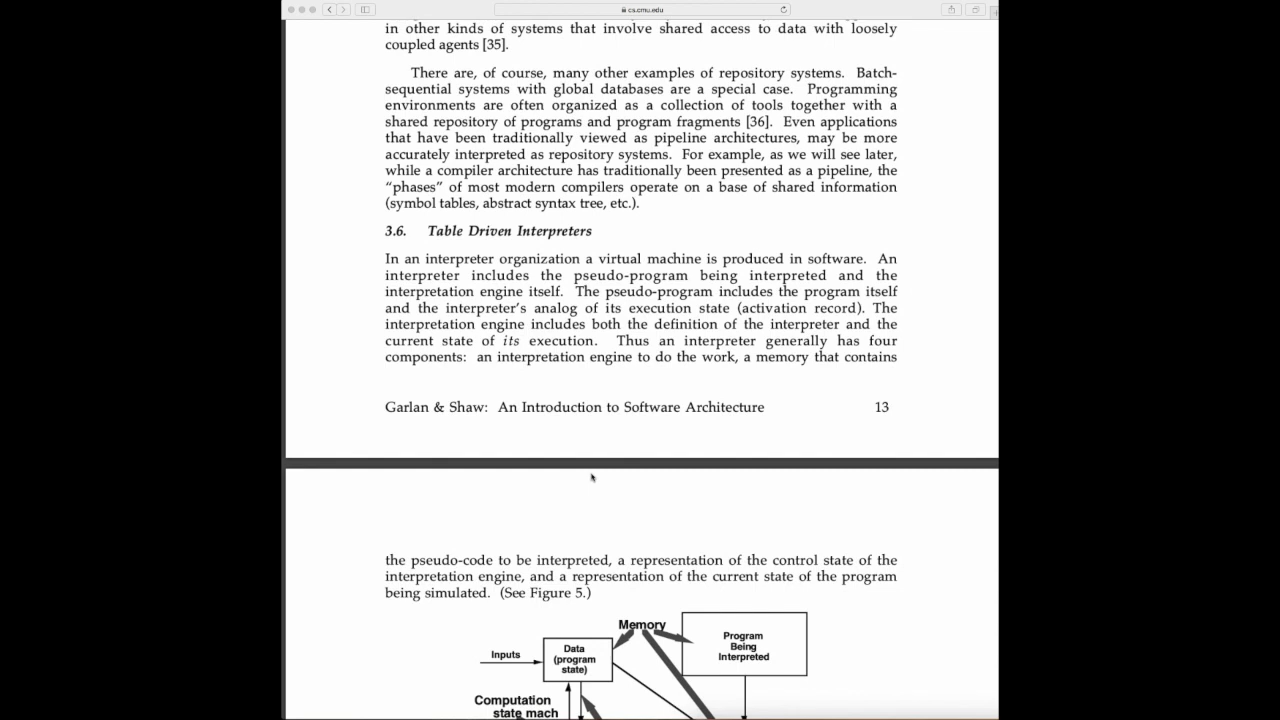 cs.cmu.edu
in other kinds of systems that involve shared access to data with loosely
coupled agents [35].
There are, of course, many other examples of repository systems. Batch-
sequential systems with global databases are a special case. Programming
environments are often organized as a collection of tools together with a
shared repository of programs and program fragments [36]. Even applications
that have been traditionally viewed as pipeline architectures, may be more
accurately interpreted as repository systems. For example, as we will see later,
while a compiler architecture has traditionally been presented as a pipeline, the
“phases” of most modern compilers operate on a base of shared information
(symbol tables, abstract syntax tree, etc.).
3.6. Table Driven Interpreters
In an interpreter organization a virtual machine is produced in software. An
interpreter includes the pseudo-program being interpreted and the
interpretation engine itself. The pseudo-program includes the program itself
and the interpreter’s analog of its execution state (activation record). The
interpretation engine includes both the definition of the interpreter and the
current state of its execution. Thus an interpreter generally has four
components: an interpretation engine to do the work, a memory that contains
Garlan & Shaw: An Introduction to Software Architecture 13
the pseudo-code to be interpreted, a representation of the control state of the
interpretation engine, and a representation of the current state of the program
being simulated. (See Figure 5.)
Memory
Inputs
Data
(program
state)
Program
Being
Interpreted
Computation
state mach